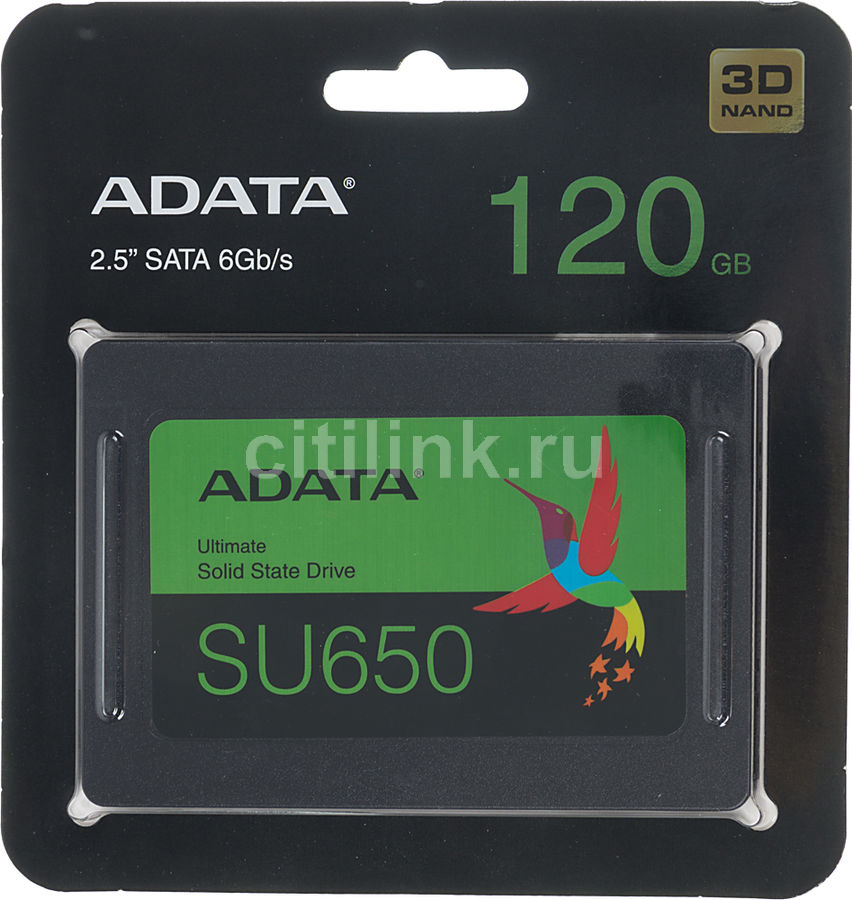 3D
NAND
ADATA®
120 GB
2.5” SATA 6Gb/s
citilink.ru
ADATA®
Ultimate
Solid State Drive
SU650